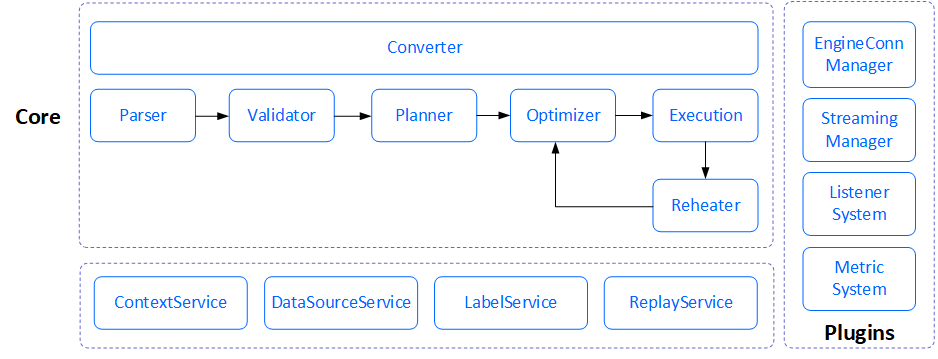 Converter
Core
Parser
Validator
Planner
Optimizer
Execution
Reheater
ContextService
DataSourceService
LabelService
ReplayService
EngineConn
Manager
Streaming
Manager
Listener
System
Metric
System
Plugins